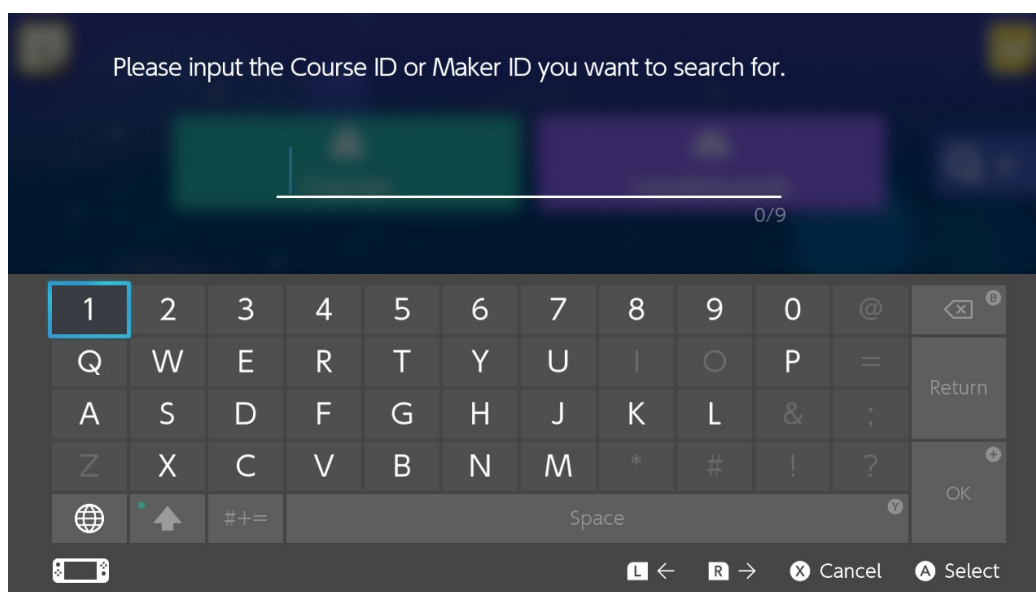 Please input the Course ID or Maker ID you want to search for.
0/9
1 2 3 4 5 6 7 8 9 0 @ B
Q W E R T Y U I O P =
Return
A S D F G H J K L & ;
Z X C V B N M * # ! ? +
OK
#+= Space Y
L ← R → X Cancel A Select